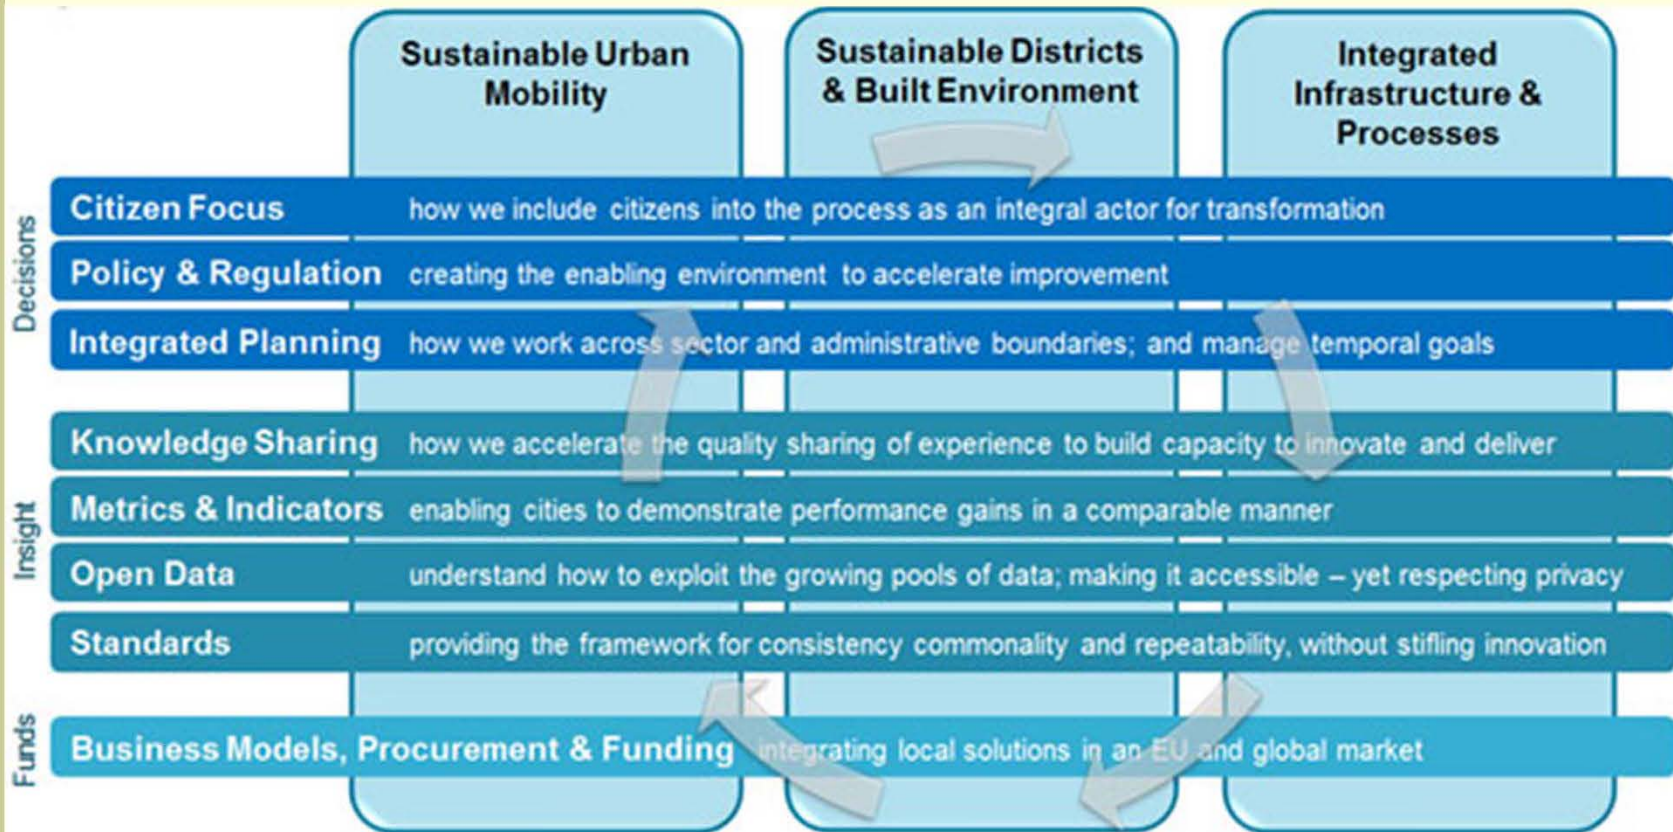 Sustainable Urban
Mobility
Sustainable Districts
& Built Environment
Integrated
Infrastructure &
Processes
Decisions
Citizen Focus how we include citizens into the process as an integral actor for transformation
Policy & Regulation creating the enabling environment to accelerate improvement
Integrated Planning how we work across sector and administrative boundaries; and manage temporal goals
Insight
Knowledge Sharing how we accelerate the quality sharing of experience to build capacity to innovate and deliver
Metrics & Indicators enabling cities to demonstrate performance gains in a comparable manner
Open Data understand how to exploit the growing pools of data; making it accessible – yet respecting privacy
Standards providing the framework for consistency commonality and repeatability, without stifling innovation
Funds
Business Models, Procurement & Funding integrating local solutions in an EU and global market